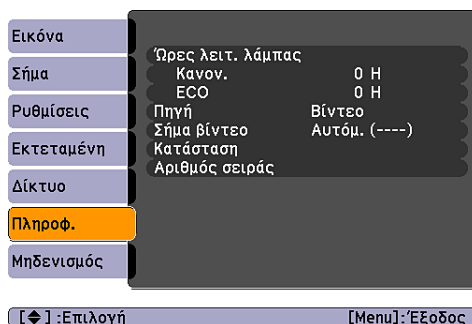 Εικόνα
Σήμα
Ρυθμίσεις
Εκτεταμένη
Δίκτυο
Πληροφ.
Μηδενισμός
Ώρες λειτ. λάμπας
Κανον. 0 H
ECO 0 H
Πηγή Βίντεο
Σήμα βίντεο Αυτόμ. (----)
Κατάσταση
Αριθμός σειράς
[◆] :Επιλογή [Menu]:Έξοδος